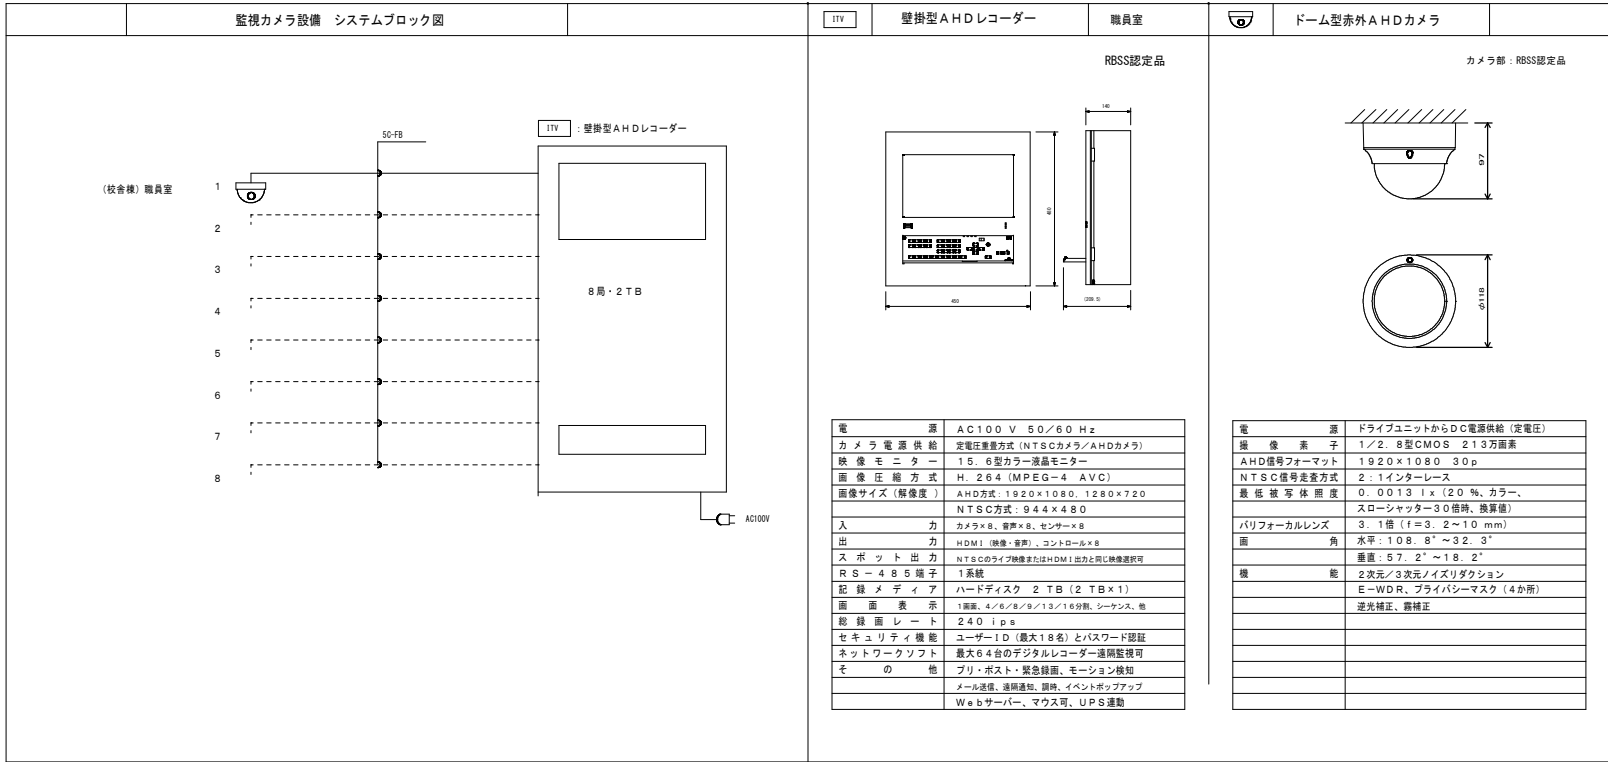 監視カメラ設備　システムブロック図
5C-FB
ITV ：壁掛型ＡＨＤレコーダー
(校舎棟) 職員室
1
2
3
4
5
6
7
8
８局・２ＴＢ
AC100V
ITV 壁掛型ＡＨＤレコーダー 職員室
RBSS認定品
140
450
(209.5)
電源 ＡＣ100 Ｖ 50／60 Ｈｚ
カメラ電源供給 定電圧重畳方式（ＮＴＳＣカメラ／ＡＨＤカメラ）
映像モニター １５．６型カラー液晶モニター
画像圧縮方式 Ｈ．264（ＭＰＥＧ−４ ＡＶＣ）
画像サイズ（解像度） ＡＨＤ方式：１９２０×１０８０、１２８０×７２０
ＮＴＳＣ方式：９４４×４８０
入力 カメラ×８、音声×８、センサー×８
出力 ＨＤＭＩ（映像・音声）、コントロール×８
スポット出力 ＮＴＳＣのライブ映像またはＨＤＭＩ出力と同じ映像選択可
ＲＳ−４８５端子 １系統
記録メディア ハードディスク ２ ＴＢ（２ ＴＢ×１）
画面表示 １画面、４／６／８／９／１３／１６分割、シーケンス、他
総録画レート ２４０ ｉｐｓ
セキュリティ機能 ユーザーＩＤ（最大１８名）とパスワード認証
ネットワークソフト 最大６４台のデジタルレコーダー遠隔監視可
その他 プリ・ポスト・緊急録画、モーション検知
メール送信、遠隔通知、調時、イベントポップアップ
Ｗｅｂサーバー、マウス可、ＵＰＳ連動
ドーム型赤外ＡＨＤカメラ
カメラ部：RBSS認定品
97
φ118
電源 ドライブユニットからＤＣ電源供給（定電圧）
撮像素子 １／２．８型ＣＭＯＳ ２１３万画素
ＡＨＤ信号フォーマット １９２０×１０８０ ３０ｐ
ＮＴＳＣ信号走査方式 ２：１インターレース
最低被写体照度 ０．００１３ ｌｘ（２０ ％、カラー、
スローシャッター３０倍時、換算値）
バリフォーカルレンズ ３．１倍（ｆ＝３．２〜１０ ｍｍ）
画角 水平：１０８．８°〜３２．３°
垂直：５７．２°〜１８．２°
機能 ２次元／３次元ノイズリダクション
Ｅ−ＷＤＲ、プライバシーマスク（４か所）
逆光補正、霧補正